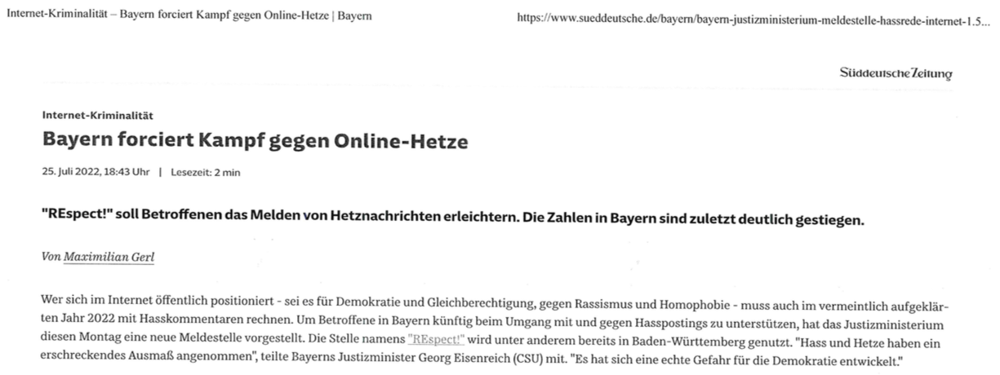 Internet-Kriminalität – Bayern forciert Kampf gegen Online-Hetze | Bayern
https://www.sueddeutsche.de/bayern/bayern-justizministerium-meldestelle-hassrede-internet-1.5...
Süddeutsche Zeitung
Internet-Kriminalität
Bayern forciert Kampf gegen Online-Hetze
25. Juli 2022, 18:43 Uhr | Lesezeit: 2 min
"REspect!" soll Betroffenen das Melden von Hetznachrichten erleichtern. Die Zahlen in Bayern sind zuletzt deutlich gestiegen.
Von Maximilian Gerl
Wer sich im Internet öffentlich positioniert - sei es für Demokratie und Gleichberechtigung, gegen Rassismus und Homophobie - muss auch im vermeintlich aufgeklär-
ten Jahr 2022 mit Hasskommentaren rechnen. Um Betroffene in Bayern künftig beim Umgang mit und gegen Hasspostings zu unterstützen, hat das Justizministerium
diesen Montag eine neue Meldestelle vorgestellt. Die Stelle namens "REspect!" wird unter anderem bereits in Baden-Württemberg genutzt. "Hass und Hetze haben ein
erschreckendes Ausmaß angenommen", teilte Bayerns Justizminister Georg Eisenreich (CSU) mit. "Es hat sich eine echte Gefahr für die Demokratie entwickelt."